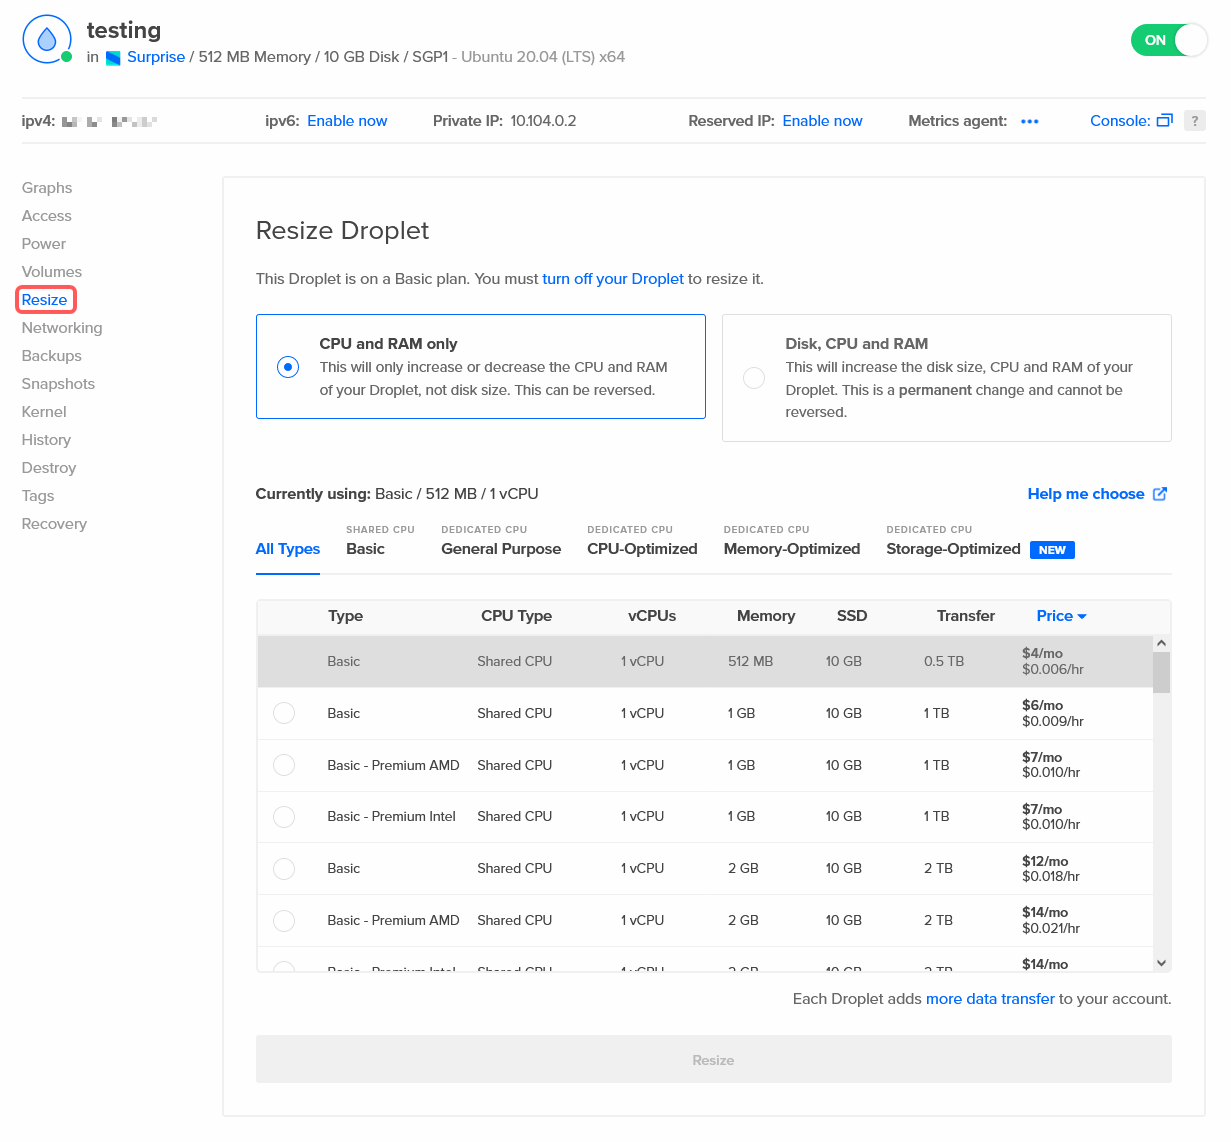 testing
in Surprise / 512 MB Memory / 10 GB Disk / SGP1 - Ubuntu 20.04 (LTS) x64
ON
ipv4:
ipv6: Enable now
Private IP: 10.104.0.2
Reserved IP: Enable now
Metrics agent: •••
Console:
?
Graphs
Access
Power
Volumes
Resize
Networking
Backups
Snapshots
Kernel
History
Destroy
Tags
Recovery
Resize Droplet
This Droplet is on a Basic plan. You must turn off your Droplet to resize it.
CPU and RAM only
This will only increase or decrease the CPU and RAM
of your Droplet, not disk size. This can be reversed.
Disk, CPU and RAM
This will increase the disk size, CPU and RAM of your
Droplet. This is a permanent change and cannot be
reversed.
Currently using: Basic / 512 MB / 1 vCPU
Help me choose
All Types
SHARED CPU
Basic
DEDICATED CPU
General Purpose
DEDICATED CPU
CPU-Optimized
DEDICATED CPU
Memory-Optimized
DEDICATED CPU
Storage-Optimized NEW
Type CPU Type vCPUs Memory SSD Transfer Price
Basic Shared CPU 1 vCPU 512 MB 10 GB 0.5 TB $4/mo
$0.006/hr
Basic Shared CPU 1 vCPU 1 GB 10 GB 1 TB $6/mo
$0.009/hr
Basic - Premium AMD Shared CPU 1 vCPU 1 GB 10 GB 1 TB $7/mo
$0.010/hr
Basic - Premium Intel Shared CPU 1 vCPU 1 GB 10 GB 1 TB $7/mo
$0.010/hr
Basic Shared CPU 1 vCPU 2 GB 10 GB 2 TB $12/mo
$0.018/hr
Basic - Premium AMD Shared CPU 1 vCPU 2 GB 10 GB 2 TB $14/mo
$0.021/hr
Basic - Premium Intel Shared CPU 1 vCPU 2 GB 10 GB 2 TB $14/mo
Each Droplet adds more data transfer to your account.
Resize